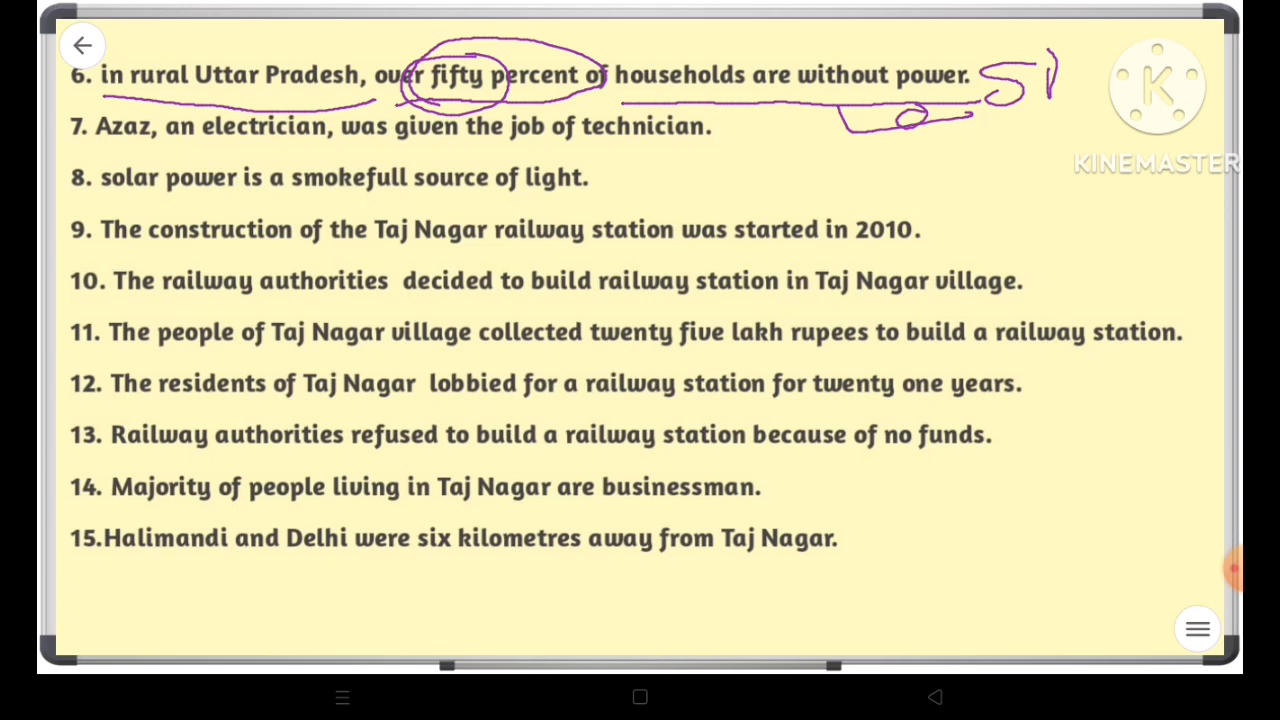 6. in rural Uttar Pradesh, over fifty percent of households are without power.
7. Azaz, an electrician, was given the job of technician.
8. solar power is a smokefull source of light.
9. The construction of the Taj Nagar railway station was started in 2010.
10. The railway authorities decided to build railway station in Taj Nagar village.
11. The people of Taj Nagar village collected twenty five lakh rupees to build a railway station.
12. The residents of Taj Nagar lobbied for a railway station for twenty one years.
13. Railway authorities refused to build a railway station because of no funds.
14. Majority of people living in Taj Nagar are businessman.
15.Halimandi and Delhi were six kilometres away from Taj Nagar.
K
KINEMASTER